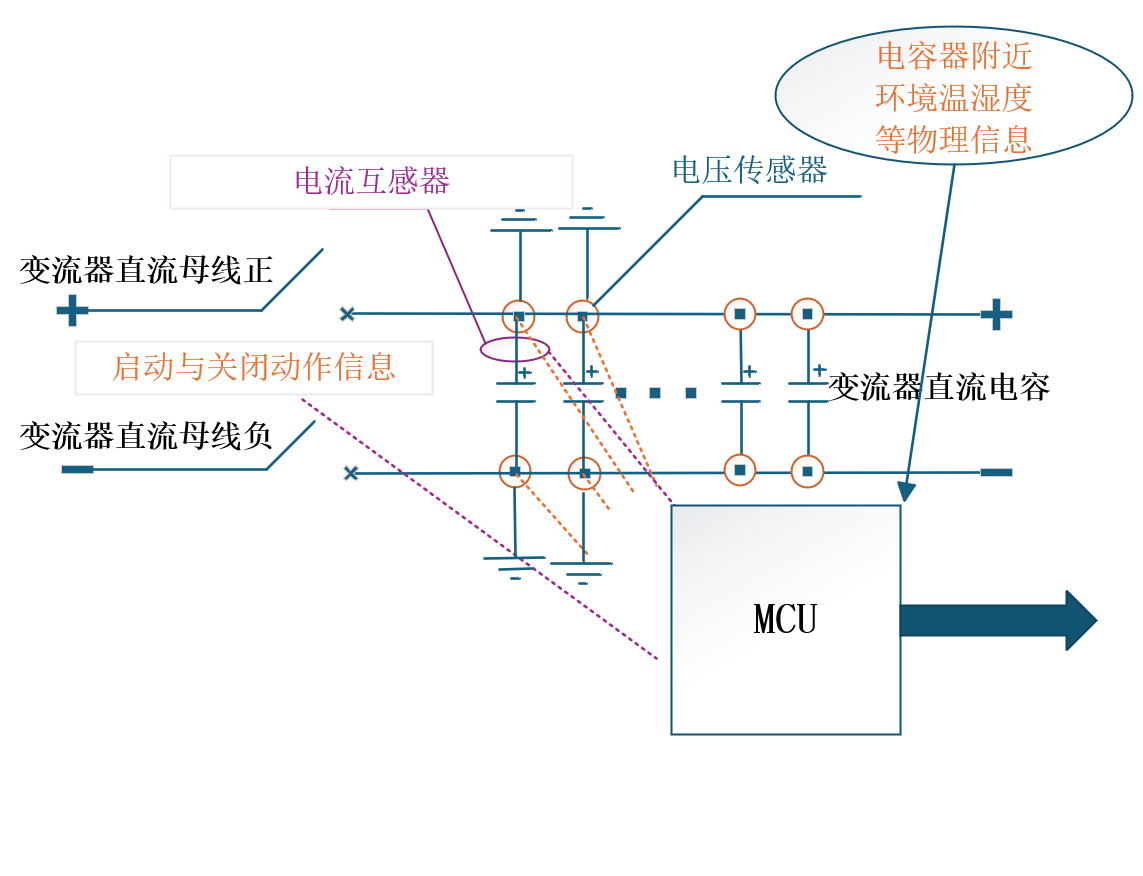 电容器附近
环境温湿度
等物理信息
电压传感器
电流互感器
变流器直流母线正
启动与关闭动作信息
变流器直流电容
变流器直流母线负
MCU